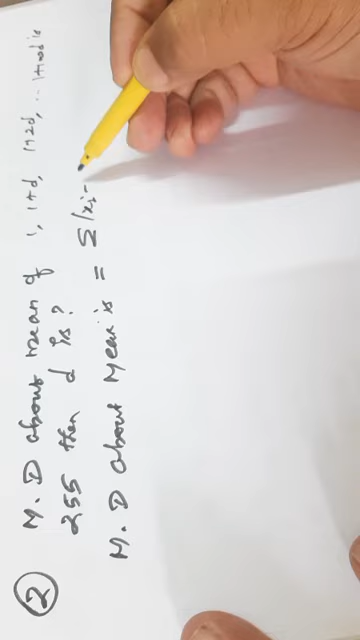 ② M.D about mean of 1, 1+d, 1+2d, .. 1+100d is
255 then d is?
M.D about Mean is = Σ|xᵢ-